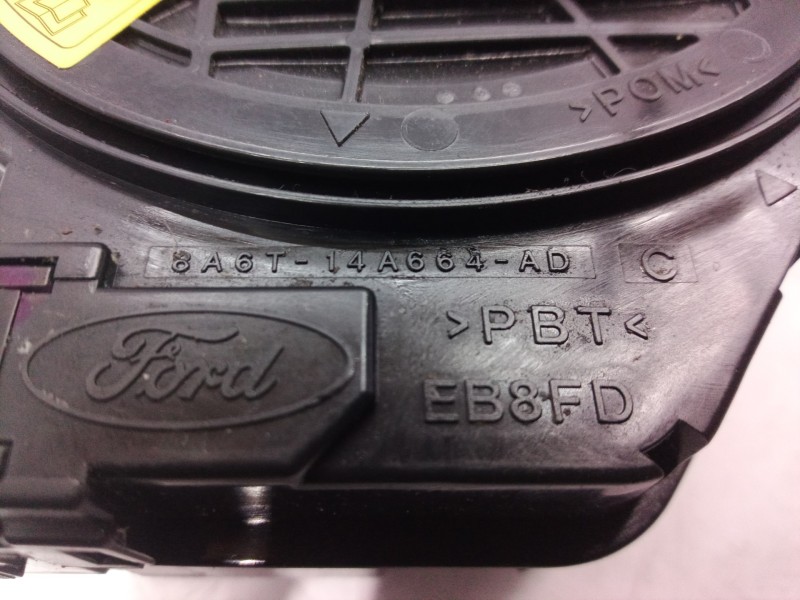 >POM<
8A6T-14A664-AD C
>PBT<
Ford
EB8FD